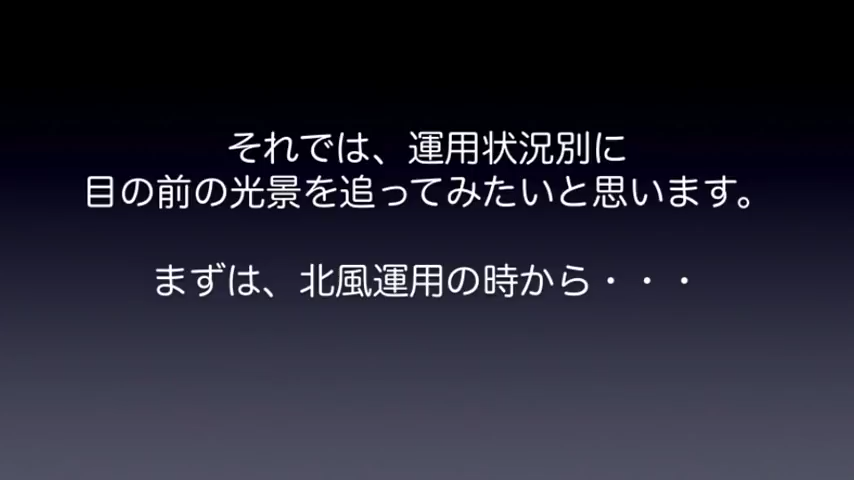 それでは、運用状況別に
目の前の光景を追ってみたいと思います。
まずは、北風運用の時から・・・